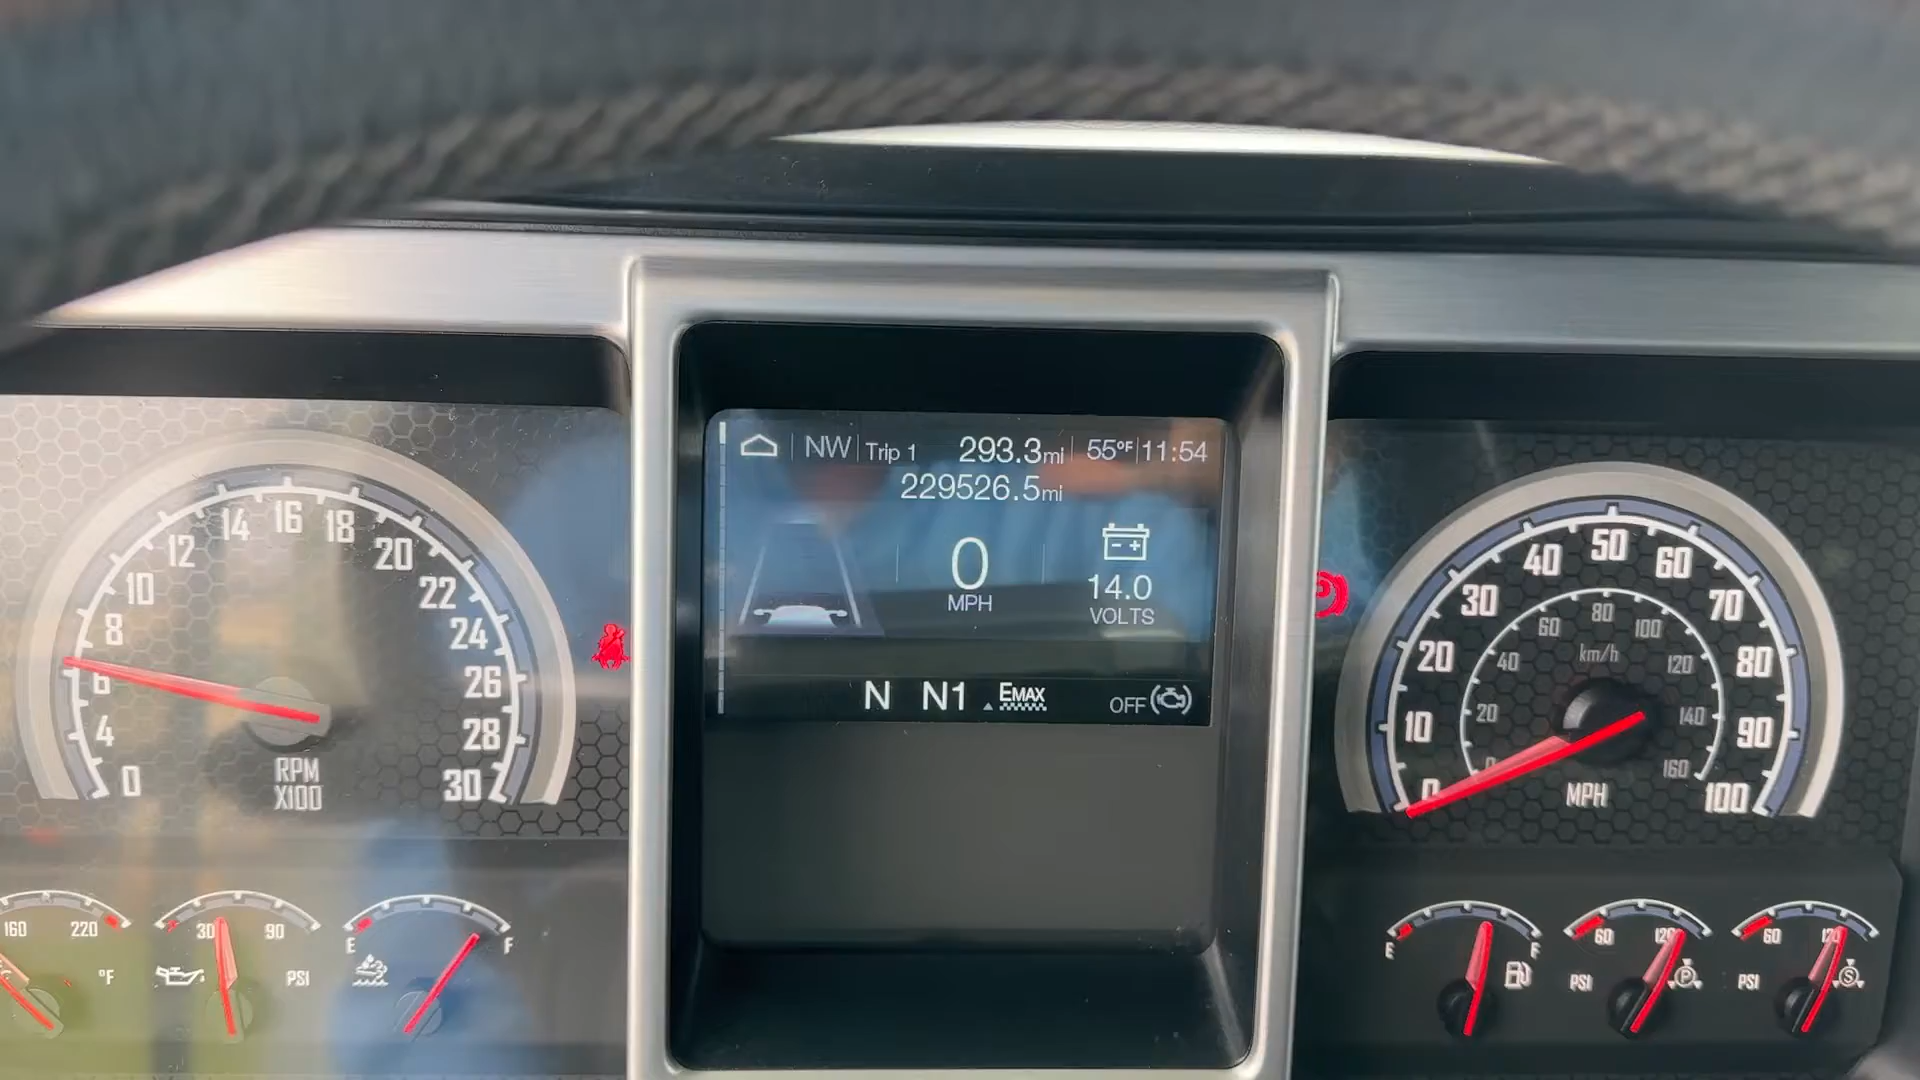 NW Trip 1 293.3mi 55°F 11:54
229526.5mi
0
MPH
14.0
VOLTS
N N1 EMAX OFF
0 4 6 8 10 12 14 16 18 20 22 24 26 28 30
RPM
X100
0 10 20 30 40 50 60 70 80 90 100
0 20 40 60 80 100 120 140 160
km/h
MPH
160 220
°F
30 90
PSI
E F
E F
60 120
PSI
P
60 120
PSI
S